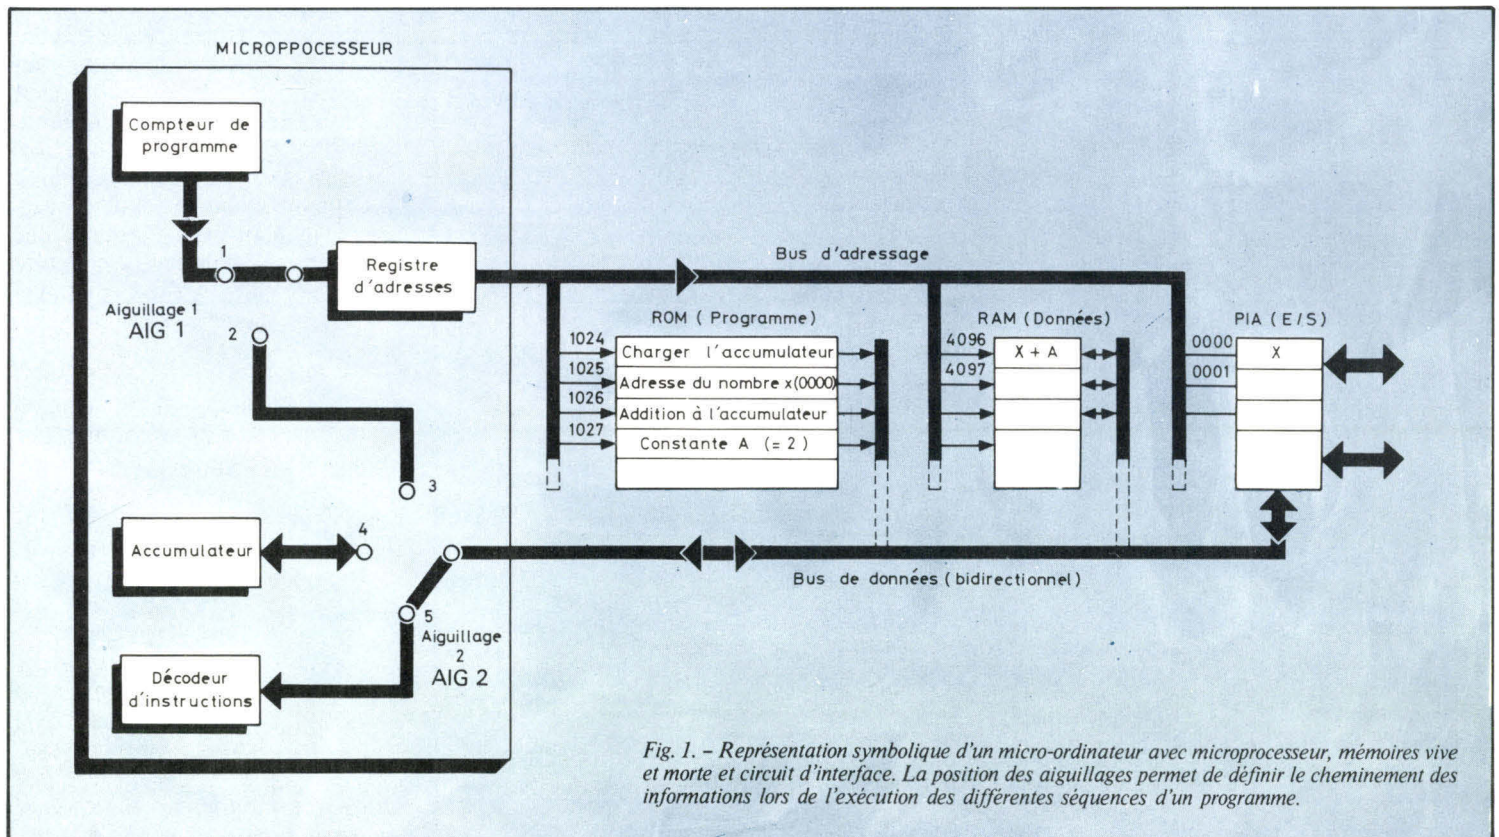 MICROPPOCESSEUR
Compteur de
programme
1
Registre
d'adresses
Aiguillage 1
AIG 1
2
3
4
Accumulateur
5
Aiguillage
2
AIG 2
Décodeur
d'instructions
Bus d'adressage
ROM ( Programme)
1024
Charger l'accumulateur
1025
Adresse du nombre x(0000)
1026
Addition à l'accumulateur
1027
Constante A (= 2 )
RAM (Données)
4096
X + A
4097
PIA ( E / S )
0000
X
0001
Bus de données ( bidirectionnel)
Fig. 1. – Représentation symbolique d'un micro-ordinateur avec microprocesseur, mémoires vive
et morte et circuit d'interface. La position des aiguillages permet de définir le cheminement des
informations lors de l'exécution des différentes séquences d'un programme.